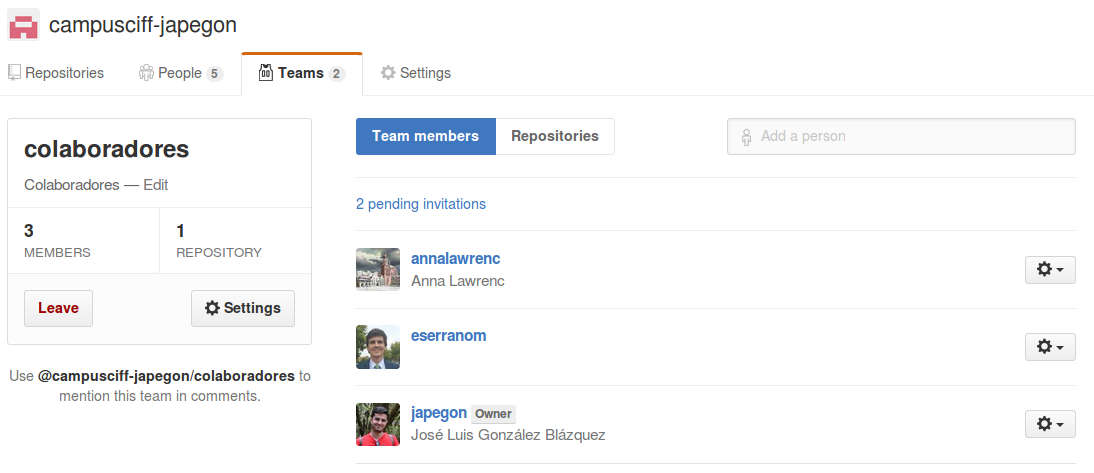 campusciff-japegon
Repositories People 5 Teams 2 Settings
colaboradores
Colaboradores — Edit
3
MEMBERS
1
REPOSITORY
Leave
Settings
Use @campusciff-japegon/colaboradores to
mention this team in comments.
Team members Repositories
Add a person
2 pending invitations
annalawrenc
Anna Lawrenc
eserranom
japegon Owner
José Luis González Blázquez